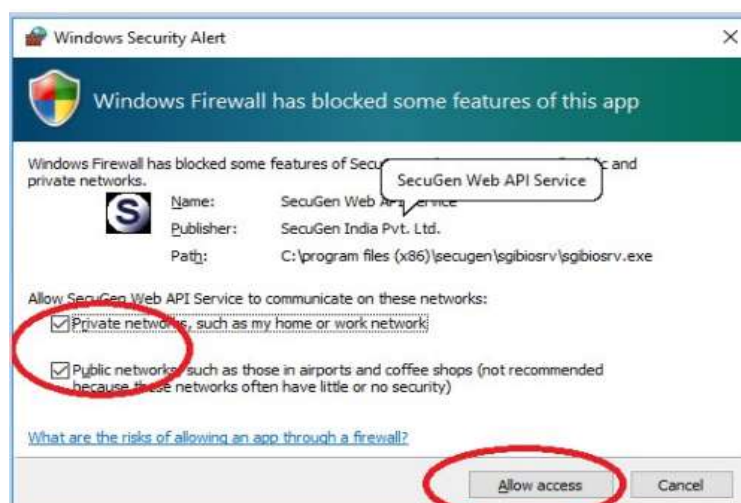 Windows Security Alert
Windows Firewall has blocked some features of this app
Windows Firewall has blocked some features of and
private networks.
SecuGen Web API Service
Name: SecuGen Web API Service
S
Publisher: SecuGen India Pvt. Ltd.
Path: C:\program files (x86)\secugen\sgibiosrv\sgibiosrv.exe
Allow SecuGen Web API Service to communicate on these networks:
Private networks, such as my home or work network
Public networks, such as those in airports and coffee shops (not recommended
because these networks often have little or no security)
What are the risks of allowing an app through a firewall?
Allow access Cancel